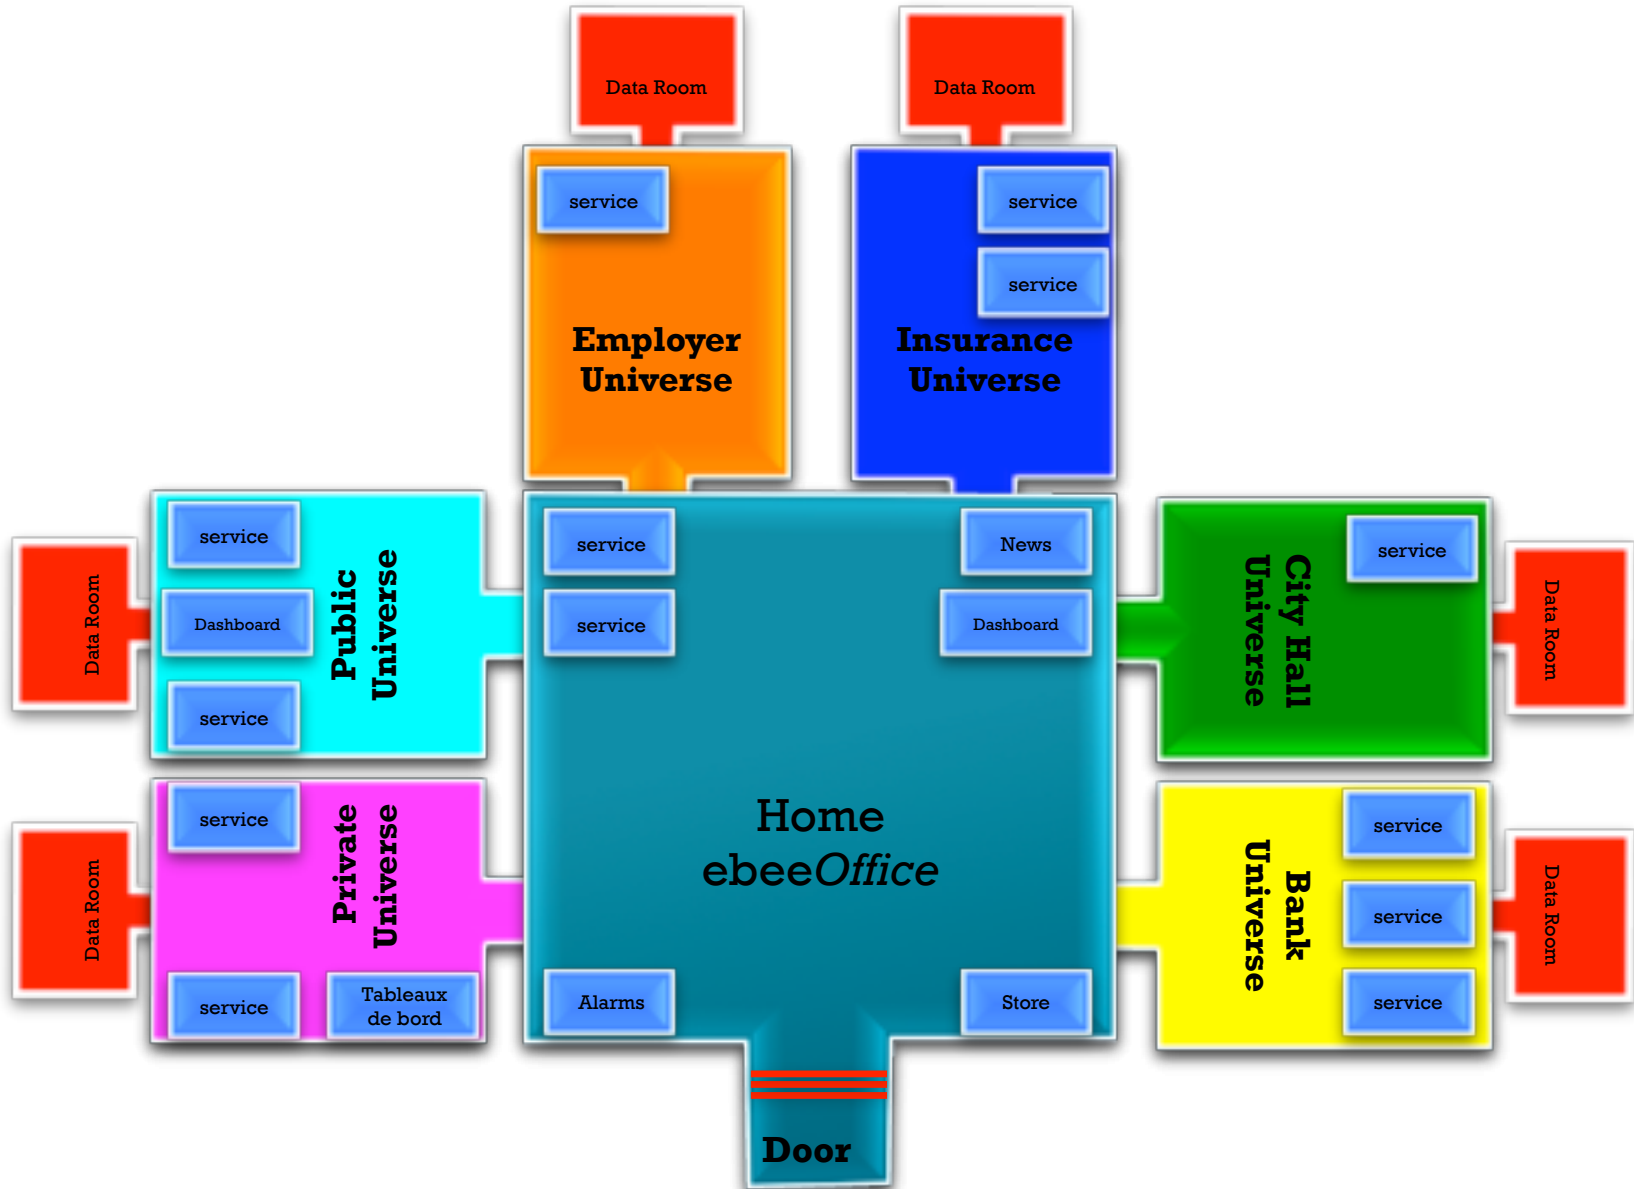 Data Room
Data Room
service
service
service
Employer
Universe
Insurance
Universe
service
Dashboard
service
Public
Universe
Data Room
service
service
News
Dashboard
service
City Hall
Universe
Data Room
service
Private
Universe
Data Room
service
Tableaux
de bord
Home
ebeeOffice
Alarms
Store
Bank
Universe
service
service
service
Data Room
Door